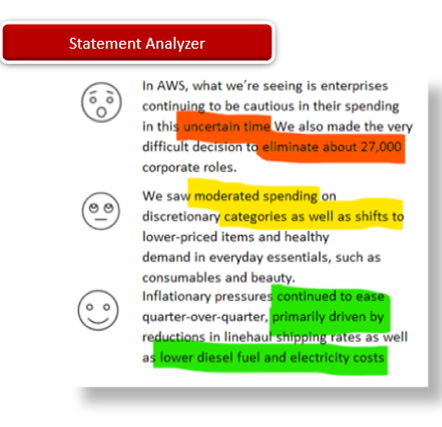 Statement Analyzer
In AWS, what we're seeing is enterprises
continuing to be cautious in their spending
in this uncertain time We also made the very
difficult decision to eliminate about 27,000
corporate roles.
We saw moderated spending on
discretionary categories as well as shifts to
lower-priced items and healthy
demand in everyday essentials, such as
consumables and beauty.
Inflationary pressures continued to ease
quarter-over-quarter, primarily driven by
reductions in linehaul shipping rates as well
as lower diesel fuel and electricity costs